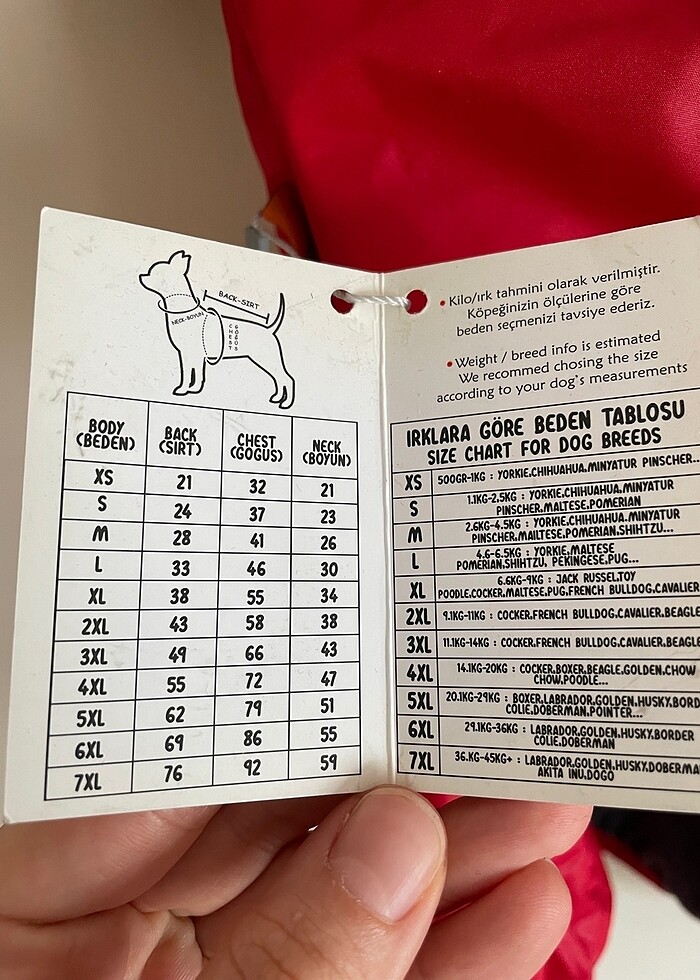 BACK-SIRT
NECK-BOYUN
CHEST
GÖĞÜS
BODY BACK CHEST NECK
(BEDEN) (SIRT) (GOGUS) (BOYUN)
XS 21 32 21
S 24 37 23
M 28 41 26
L 33 46 30
XL 38 55 34
2XL 43 58 38
3XL 49 66 43
4XL 55 72 47
5XL 62 79 51
6XL 69 86 55
7XL 76 92 59
• Kilo/ırk tahmini olarak verilmiştir.
Köpeğinizin ölçülerine göre
beden seçmenizi tavsiye ederiz.
• Weight / breed info is estimated
We recommed chosing the size
according to your dog's measurements
IRKLARA GÖRE BEDEN TABLOSU
SIZE CHART FOR DOG BREEDS
XS 500GR-1KG : YORKIE.CHIHUAHUA.MINYATUR PINSCHER...
S 1.1KG-2.5KG : YORKIE.CHIHUAHUA.MINYATUR
PINSCHER.MALTESE.POMERIAN
M 2.6KG-4.5KG : YORKIE.CHIHUAHUA.MINYATUR
PINSCHER.MAILTESE.POMERIAN.SHIHTZU...
L 4.6-6.5KG : YORKIE.MALTESE
POMERIAN.SHIHTZU, PEKINGESE.PUG...
XL 6.6KG-9KG : JACK RUSSEL.TOY
POODLE.COCKER.MALTESE.PUG.FRENCH BULLDOG.CAVALIER
2XL 9.1KG-11KG : COCKER.FRENCH BULLDOG.CAVALIER.BEAGLE
3XL 11.1KG-14KG : COCKER.FRENCH BULLDOG.CAVALIER.BEAGLE
4XL 14.1KG-20KG : COCKER.BOXER.BEAGLE.GOLDEN.CHOW
CHOW.POODLE...
5XL 20.1KG-29KG : BOXER.LABRADOR.GOLDEN.HUSKY.BORD
COLIE.DOBERMAN.POINTER...
6XL 29.1KG-36KG : LABRADOR.GOLDEN.HUSKY.BORDER
COLIE.DOBERMAN
7XL 36.KG-45KG+ : LABRADOR.GOLDEN.HUSKY.DOBERMA
AKITA INU.DOGO